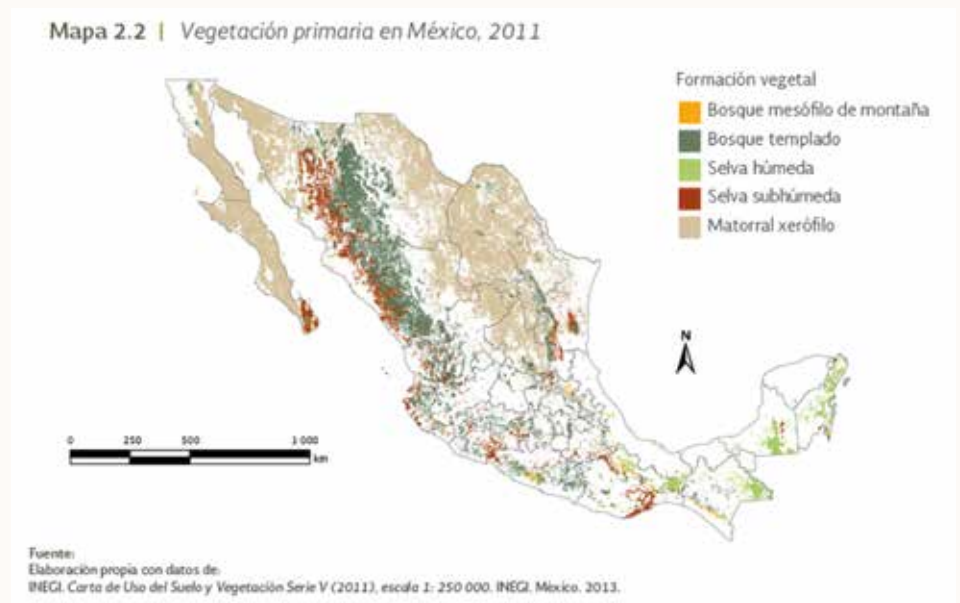 Mapa 2.2 | Vegetación primaria en México, 2011
Formación vegetal
Bosque mesófilo de montaña
Bosque templado
Selva húmeda
Selva subhúmeda
Matorral xerófilo
N
0 250 500 1 000
km
Fuente:
Elaboración propia con datos de:
INEGI. Carta de Uso del Suelo y Vegetación Serie V (2011), escala 1: 250 000. INEGI. México. 2013.